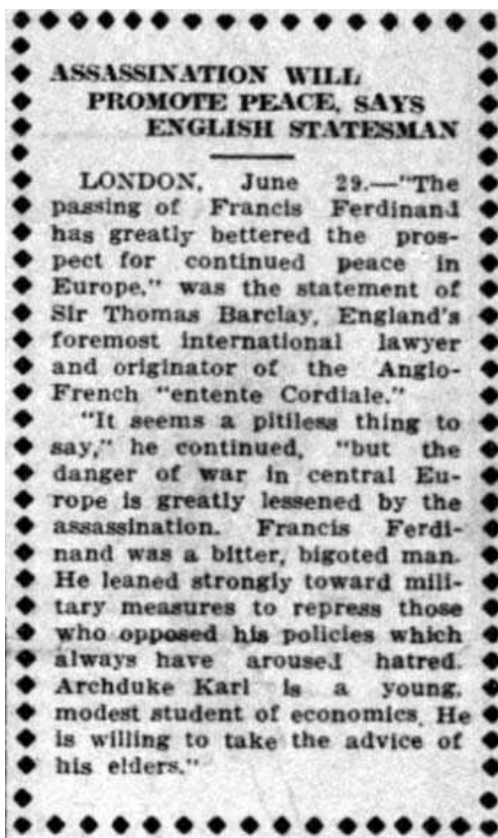 ASSASSINATION WILL
PROMOTE PEACE, SAYS
ENGLISH STATESMAN
LONDON, June 29.—"The
passing of Francis Ferdinand
has greatly bettered the pros-
pect for continued peace in
Europe," was the statement of
Sir Thomas Barclay, England's
foremost international lawyer
and originator of the Anglo-
French "entente Cordiale."
"It seems a pitiless thing to
say," he continued, "but the
danger of war in central Eu-
rope is greatly lessened by the
assassination. Francis Ferdi-
nand was a bitter, bigoted man.
He leaned strongly toward mili-
tary measures to repress those
who opposed his policies which
always have aroused hatred.
Archduke Karl is a young,
modest student of economics. He
is willing to take the advice of
his elders."